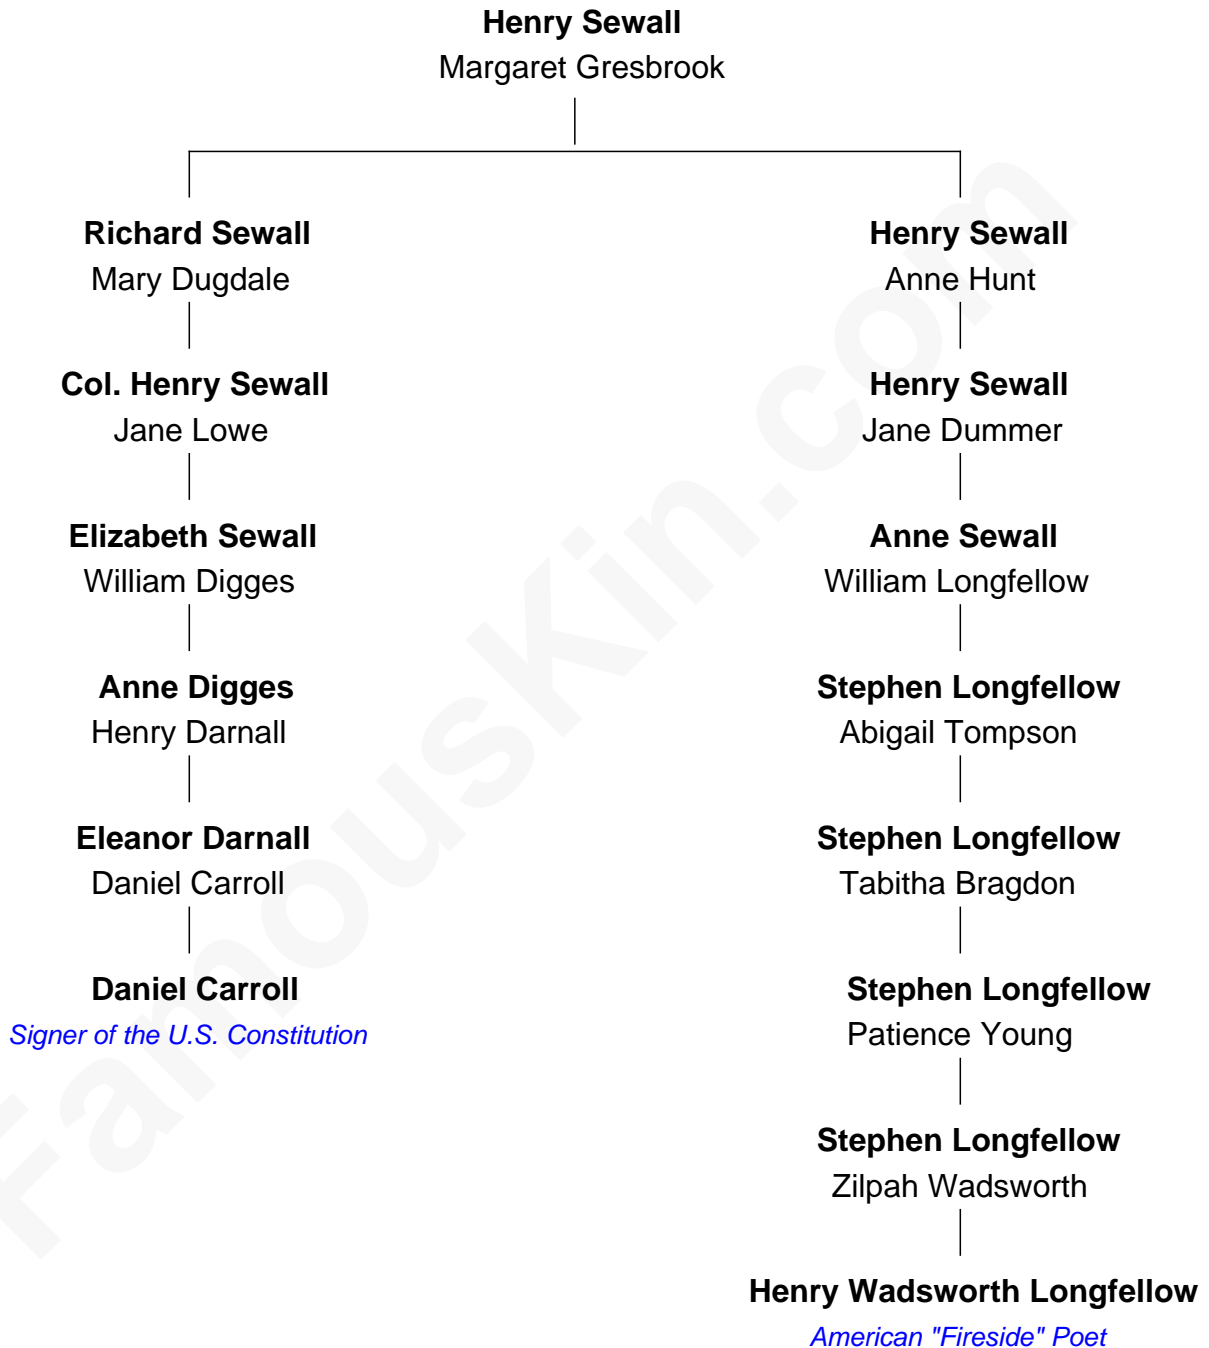 Henry Sewall
Margaret Gresbrook
Richard Sewall
Mary Dugdale
Col. Henry Sewall
Jane Lowe
Elizabeth Sewall
William Digges
Anne Digges
Henry Darnall
Eleanor Darnall
Daniel Carroll
Daniel Carroll
Signer of the U.S. Constitution
Henry Sewall
Anne Hunt
Henry Sewall
Jane Dummer
Anne Sewall
William Longfellow
Stephen Longfellow
Abigail Tompson
Stephen Longfellow
Tabitha Bragdon
Stephen Longfellow
Patience Young
Stephen Longfellow
Zilpah Wadsworth
Henry Wadsworth Longfellow
American "Fireside" Poet
FamousKin.com